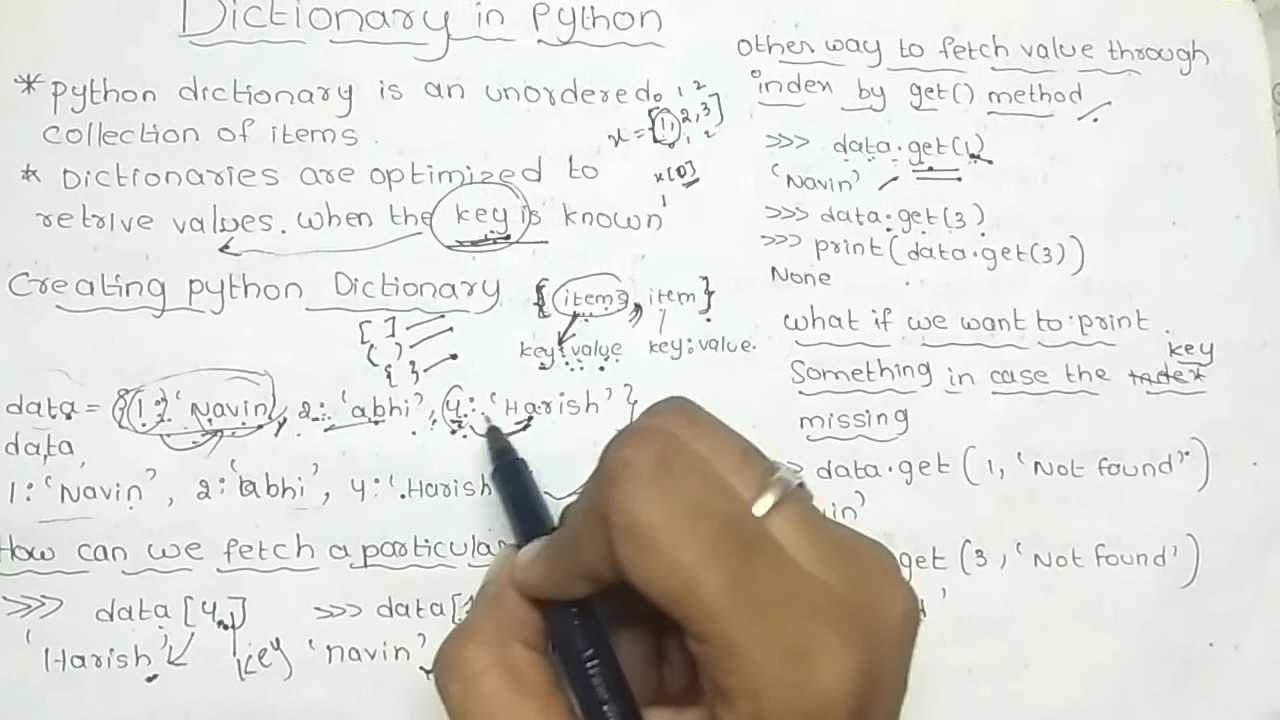 Dictionary in Python
* python dictionary is an unordered
collection of items.
x = [1, 2, 3]
x[0]
* Dictionaries are optimized to
retrive values. when the key is known
Creating python Dictionary
{items, item}
key:value key:value.
[ ]
( )
{ }
data = {1: 'Navin', 2: 'abhi', 4: 'Harish'}
data
1: 'Navin', 2: 'abhi', 4: 'Harish
How can we fetch a particular
>>> data[4] >>> data[
'Harish' key 'navin'
other way to fetch value through
index by get() method
>>> data.get(1)
'Navin'
>>> data.get(3)
>>> print(data.get(3))
None
what if we want to print
something in case the key
missing
data.get (1, 'Not found')
in'
get (3, 'Not found')